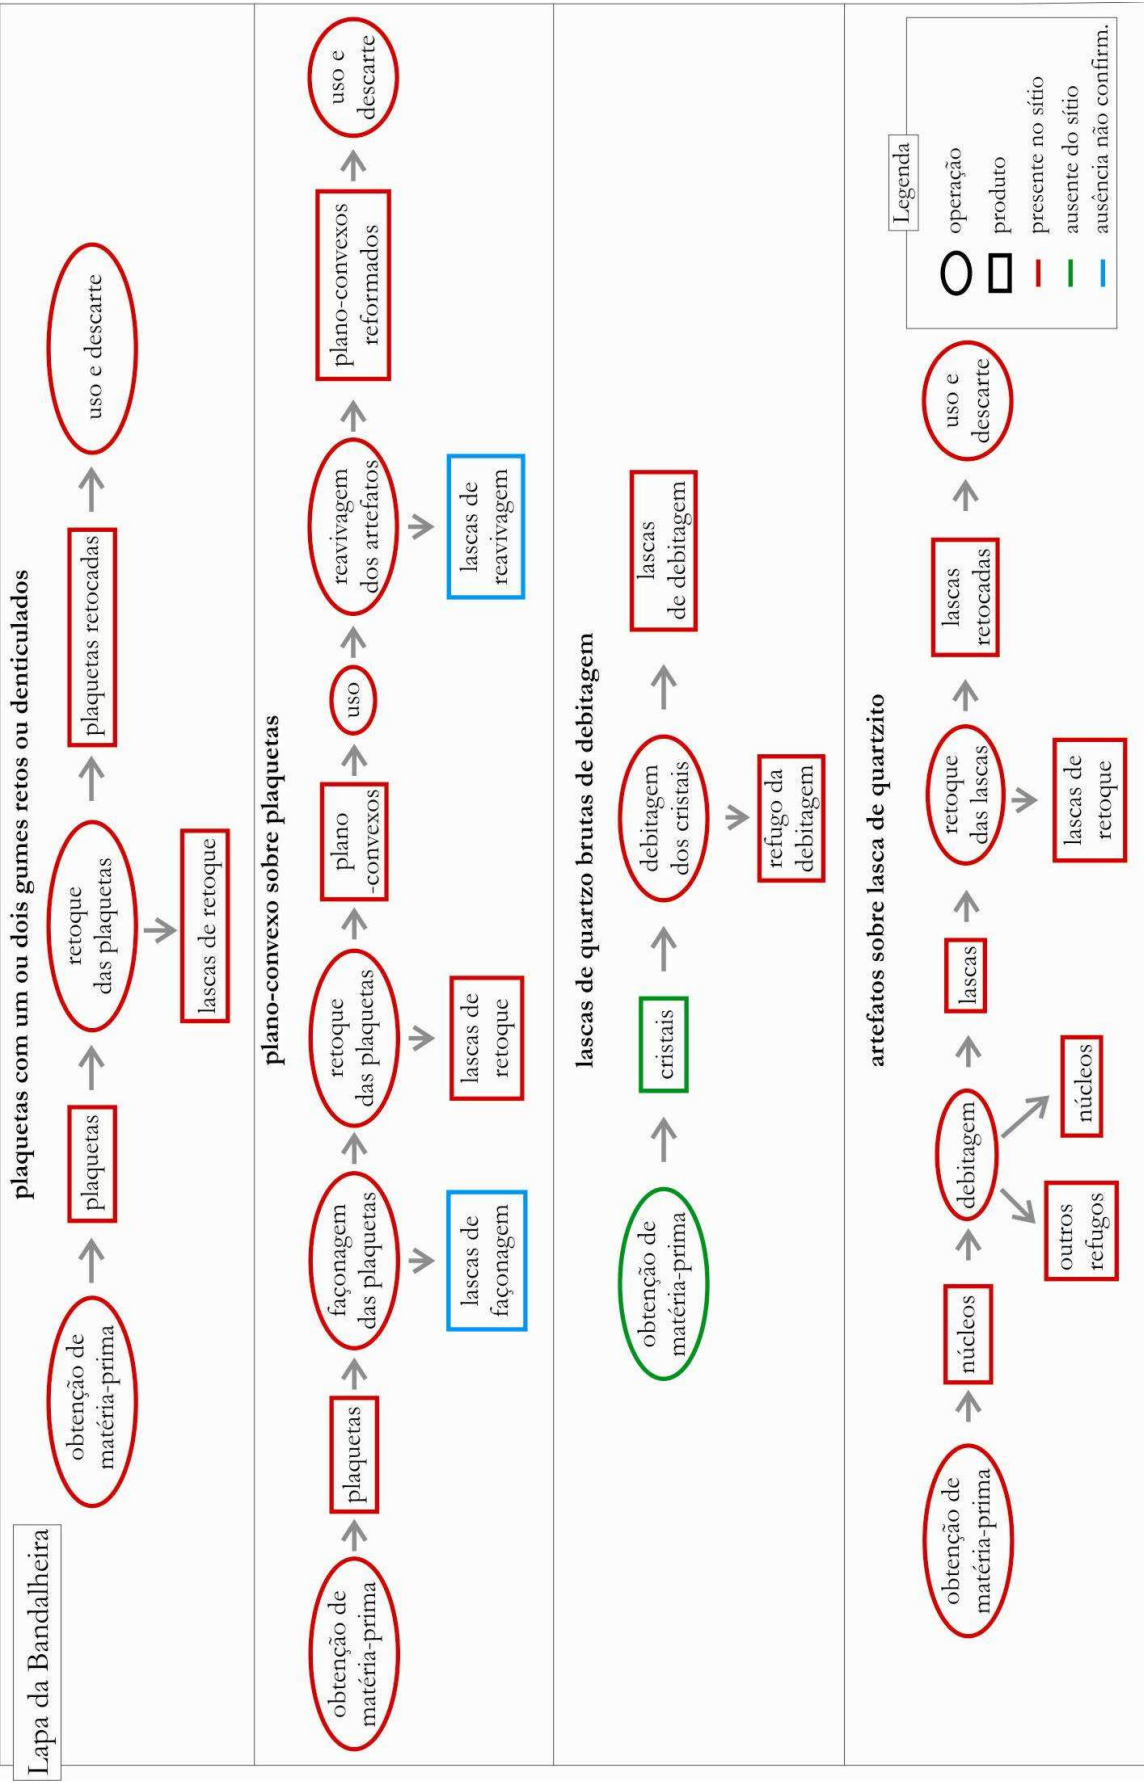 Lapa da Bandalheira
plaquetas com um ou dois gumes retos ou denticulados
obtenção de
matéria-prima
plaquetas
retoque
das plaquetas
lascas de retoque
plaquetas retocadas
uso e descarte
plano-convexo sobre plaquetas
obtenção de
matéria-prima
plaquetas
façonagem
das plaquetas
lascas de
façonagem
retoque
das plaquetas
lascas de
retoque
plano
-convexos
uso
reavivagem
dos artefatos
lascas de
reavivagem
plano-convexos
reformados
uso e
descarte
lascas de quartzo brutas de debitagem
obtenção de
matéria-prima
cristais
debitagem
dos cristais
refugo da
debitagem
lascas
de debitagem
artefatos sobre lasca de quartzito
obtenção de
matéria-prima
núcleos
debitagem
outros
refugos
núcleos
lascas
retoque
das lascas
lascas de
retoque
lascas
retocadas
uso e
descarte
Legenda
operação
produto
presente no sítio
ausente do sítio
ausência não confirm.